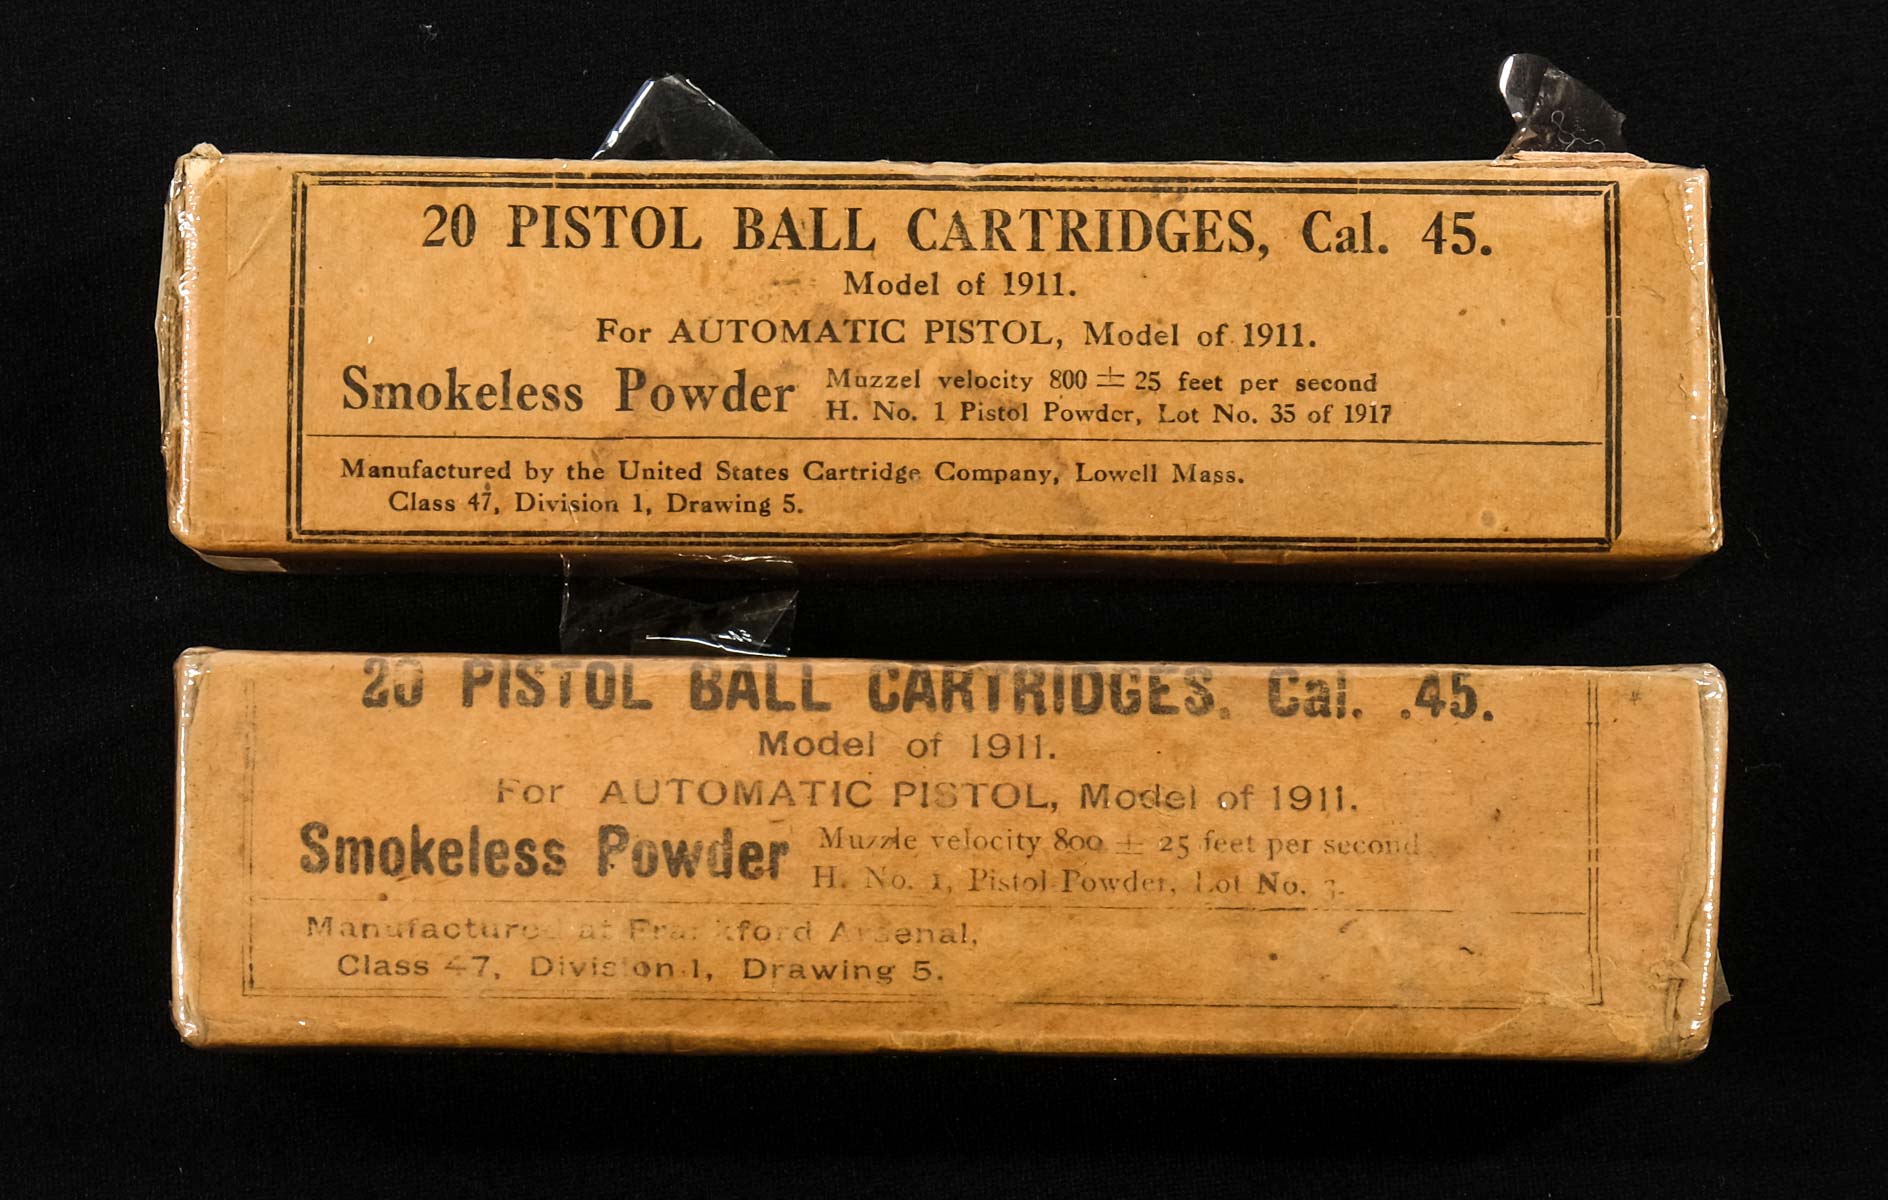 20 PISTOL BALL CARTRIDGES, Cal. 45.
Model of 1911.
For AUTOMATIC PISTOL, Model of 1911.
Smokeless Powder
Muzzel velocity 800 ± 25 feet per second
H. No. 1 Pistol Powder, Lot No. 35 of 1917
Manufactured by the United States Cartridge Company, Lowell Mass.
Class 47, Division 1, Drawing 5.
20 PISTOL BALL CARTRIDGES. Cal. .45.
Model of 1911.
For AUTOMATIC PISTOL, Model of 1911.
Smokeless Powder
Muzzle velocity 800 ± 25 feet per second
H. No. 1, Pistol Powder, Lot No.
Manufactured at Frankford Arsenal,
Class 47, Division 1, Drawing 5.